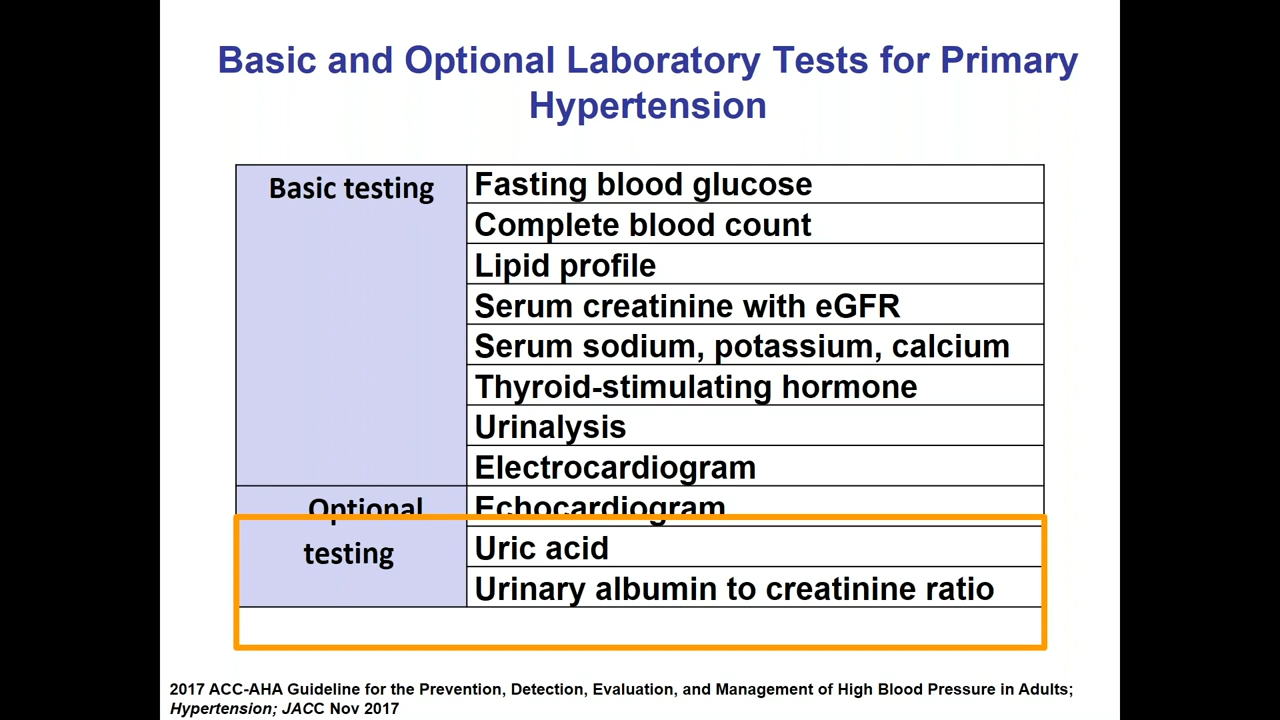 Basic and Optional Laboratory Tests for Primary
Hypertension
Basic testing
Fasting blood glucose
Complete blood count
Lipid profile
Serum creatinine with eGFR
Serum sodium, potassium, calcium
Thyroid-stimulating hormone
Urinalysis
Electrocardiogram
Optional
testing
Echocardiogram
Uric acid
Urinary albumin to creatinine ratio
2017 ACC-AHA Guideline for the Prevention, Detection, Evaluation, and Management of High Blood Pressure in Adults;
Hypertension; JACC Nov 2017